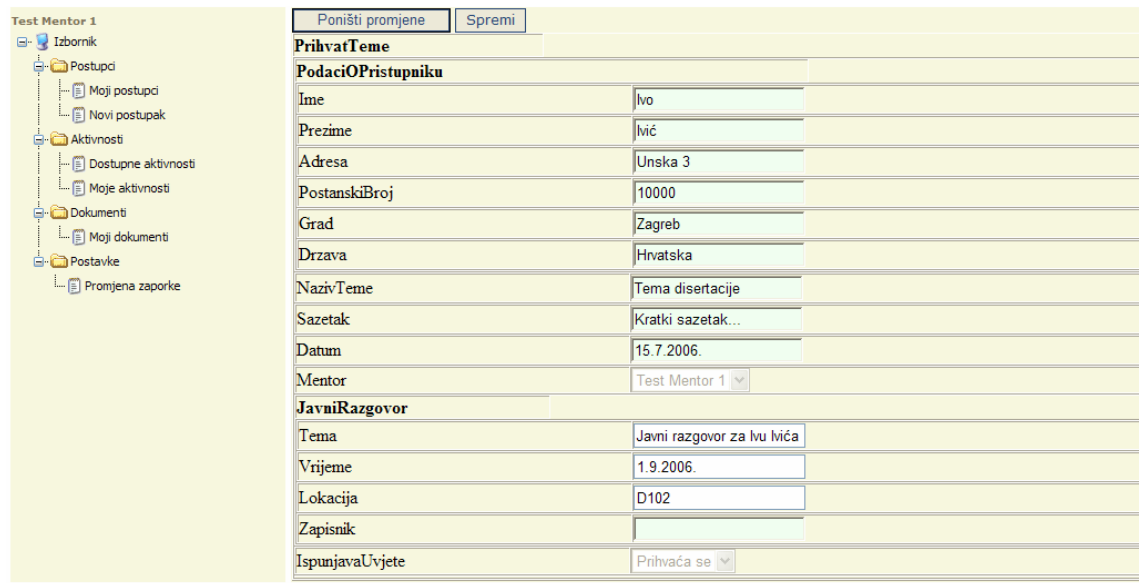 Test Mentor 1
Izbornik
Postupci
Moji postupci
Novi postupak
Aktivnosti
Dostupne aktivnosti
Moje aktivnosti
Dokumenti
Moji dokumenti
Postavke
Promjena zaporke
Poništi promjene Spremi
PrihvatTeme
PodaciOPristupniku
Ime Ivo
Prezime Ivić
Adresa Unska 3
PostanskiBroj 10000
Grad Zagreb
Drzava Hrvatska
NazivTeme Tema disertacije
Sazetak Kratki sazetak...
Datum 15.7.2006.
Mentor Test Mentor 1
JavniRazgovor
Tema Javni razgovor za Ivu Ivića
Vrijeme 1.9.2006.
Lokacija D102
Zapisnik
IspunjavaUvjete Prihvaća se